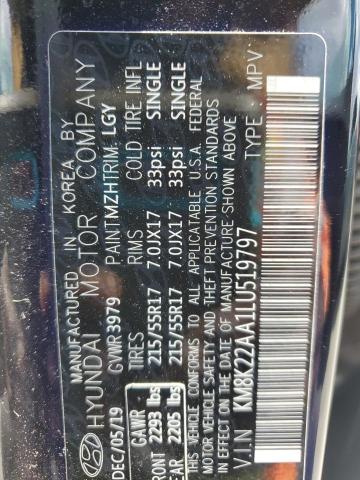 MANUFACTURED IN KOREA BY
HYUNDAI MOTOR COMPANY
DEC/05/19 GVWR 3979 PAINT MZH TRIM LGY
GAWR TIRES RIMS COLD TIRE INFL
FRONT 2293 lbs 215/55R17 7.0JX17 33psi SINGLE
REAR 2205 lbs 215/55R17 7.0JX17 33psi SINGLE
THIS VEHICLE CONFORMS TO ALL APPLICABLE U.S.A. FEDERAL
MOTOR VEHICLE SAFETY AND THEFT PREVENTION STANDARDS
IN EFFECT ON THE DATE OF MANUFACTURE SHOWN ABOVE
V.I.N KM8K22AA1LU519797 TYPE MPV